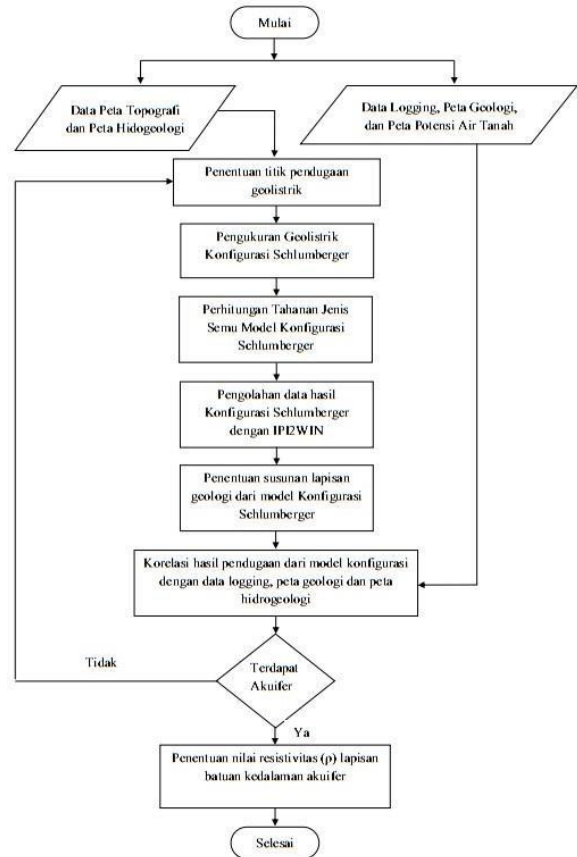 Mulai
Data Peta Topografi
dan Peta Hidogeologi
Data Logging, Peta Geologi,
dan Peta Potensi Air Tanah
Penentuan titik pendugaan
geolistrik
Pengukuran Geolistrik
Konfigurasi Schlumberger
Perhitungan Tahanan Jenis
Semu Model Konfigurasi
Schlumberger
Pengolahan data hasil
Konfigurasi Schlumberger
dengan IPI2WIN
Penentuan susunan lapisan
geologi dari model Konfigurasi
Schlumberger
Korelasi hasil pendugaan dari model konfigurasi
dengan data logging, peta geologi dan peta
hidrogeologi
Tidak
Terdapat
Akuifer
Ya
Penentuan nilai resistivitas (ρ) lapisan
batuan kedalaman akuifer
Selesai